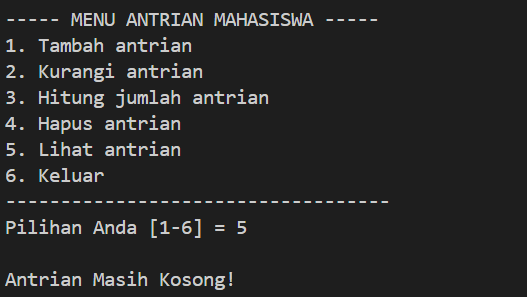 ----- MENU ANTRIAN MAHASISWA -----
1. Tambah antrian
2. Kurangi antrian
3. Hitung jumlah antrian
4. Hapus antrian
5. Lihat antrian
6. Keluar
-----------------------------------
Pilihan Anda [1-6] = 5
Antrian Masih Kosong!